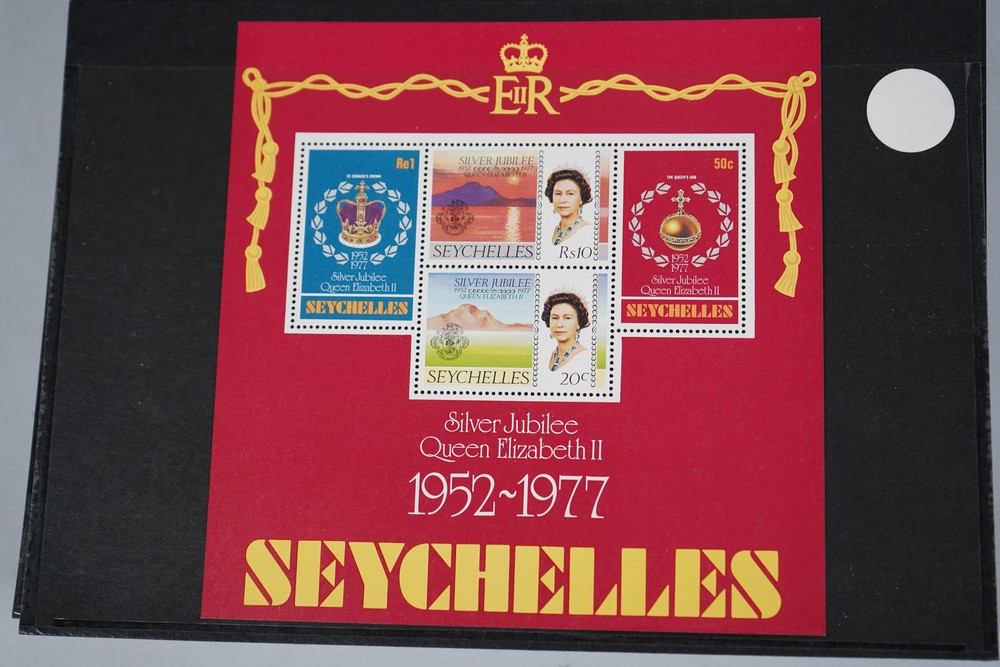 EIIR
Re1
ST. EDWARD'S CROWN
1952
1977
Silver Jubilee
Queen Elizabeth II
SEYCHELLES
SILVER JUBILEE
1952 1977
QUEEN ELIZABETH II
SEYCHELLES
Rs10
50c
THE QUEEN'S ORB
1952
1977
Silver Jubilee
Queen Elizabeth II
SEYCHELLES
SILVER JUBILEE
1952 1977
QUEEN ELIZABETH II
SEYCHELLES
20c
Silver Jubilee
Queen Elizabeth II
1952~1977
SEYCHELLES